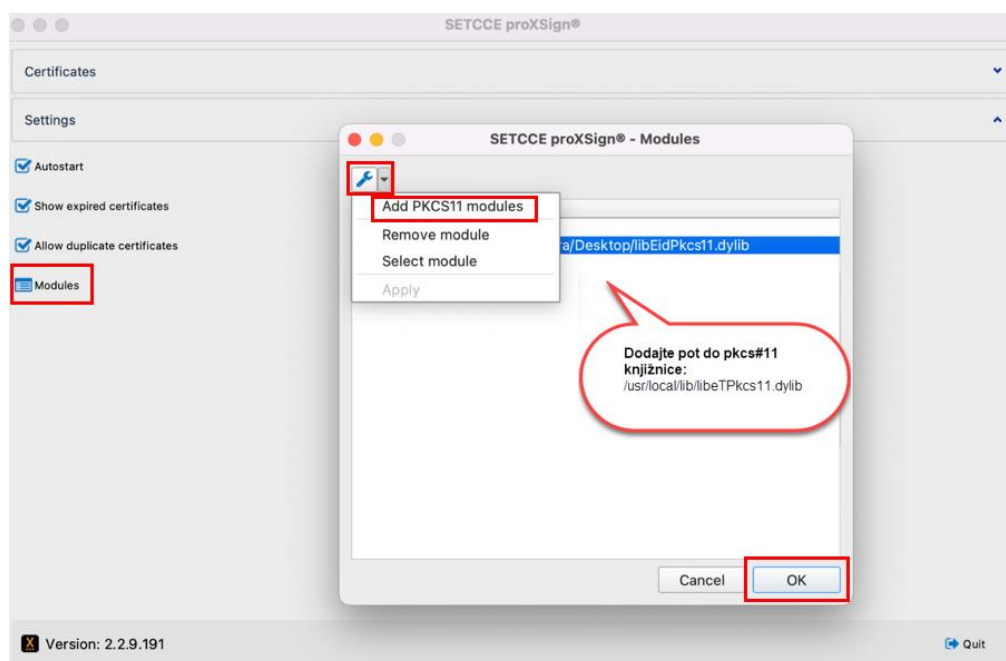 SETCCE proXSign®
Certificates
Settings
Autostart
Show expired certificates
Allow duplicate certificates
Modules
SETCCE proXSign® - Modules
Add PKCS11 modules
Remove module
Select module
Apply
a/Desktop/libEidPkcs11.dylib
Dodajte pot do pkcs#11
knjižnice:
/usr/local/lib/libeTPkcs11.dylib
Cancel
OK
Version: 2.2.9.191
Quit